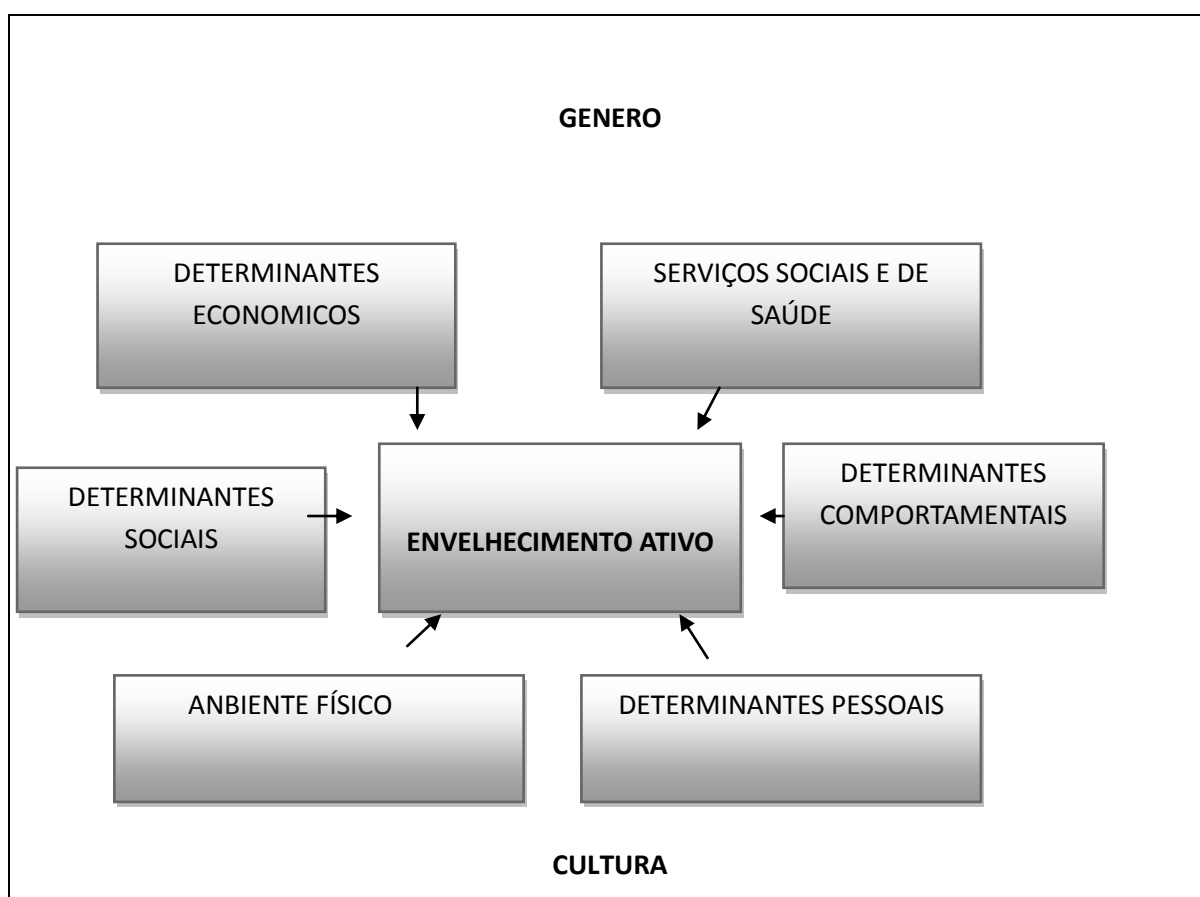 GENERO
DETERMINANTES
ECONOMICOS
SERVIÇOS SOCIAIS E DE
SAÚDE
DETERMINANTES
SOCIAIS
ENVELHECIMENTO ATIVO
DETERMINANTES
COMPORTAMENTAIS
ANBIENTE FÍSICO
DETERMINANTES PESSOAIS
CULTURA